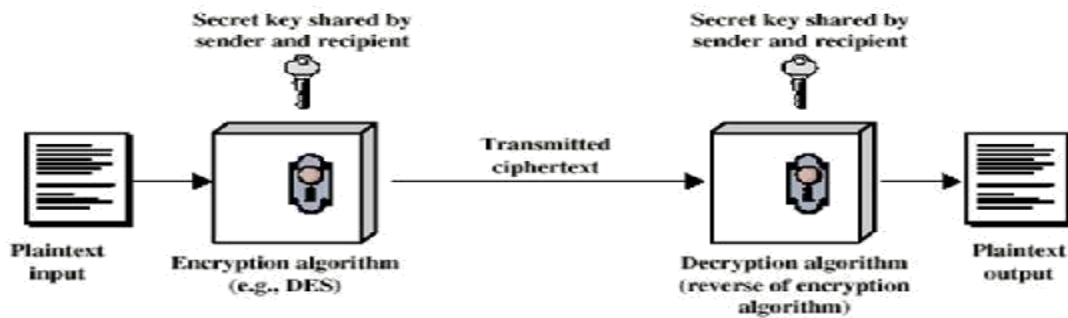 Secret key shared by
sender and recipient
Secret key shared by
sender and recipient
Transmitted
ciphertext
Plaintext
input
Encryption algorithm
(e.g., DES)
Decryption algorithm
(reverse of encryption
algorithm)
Plaintext
output